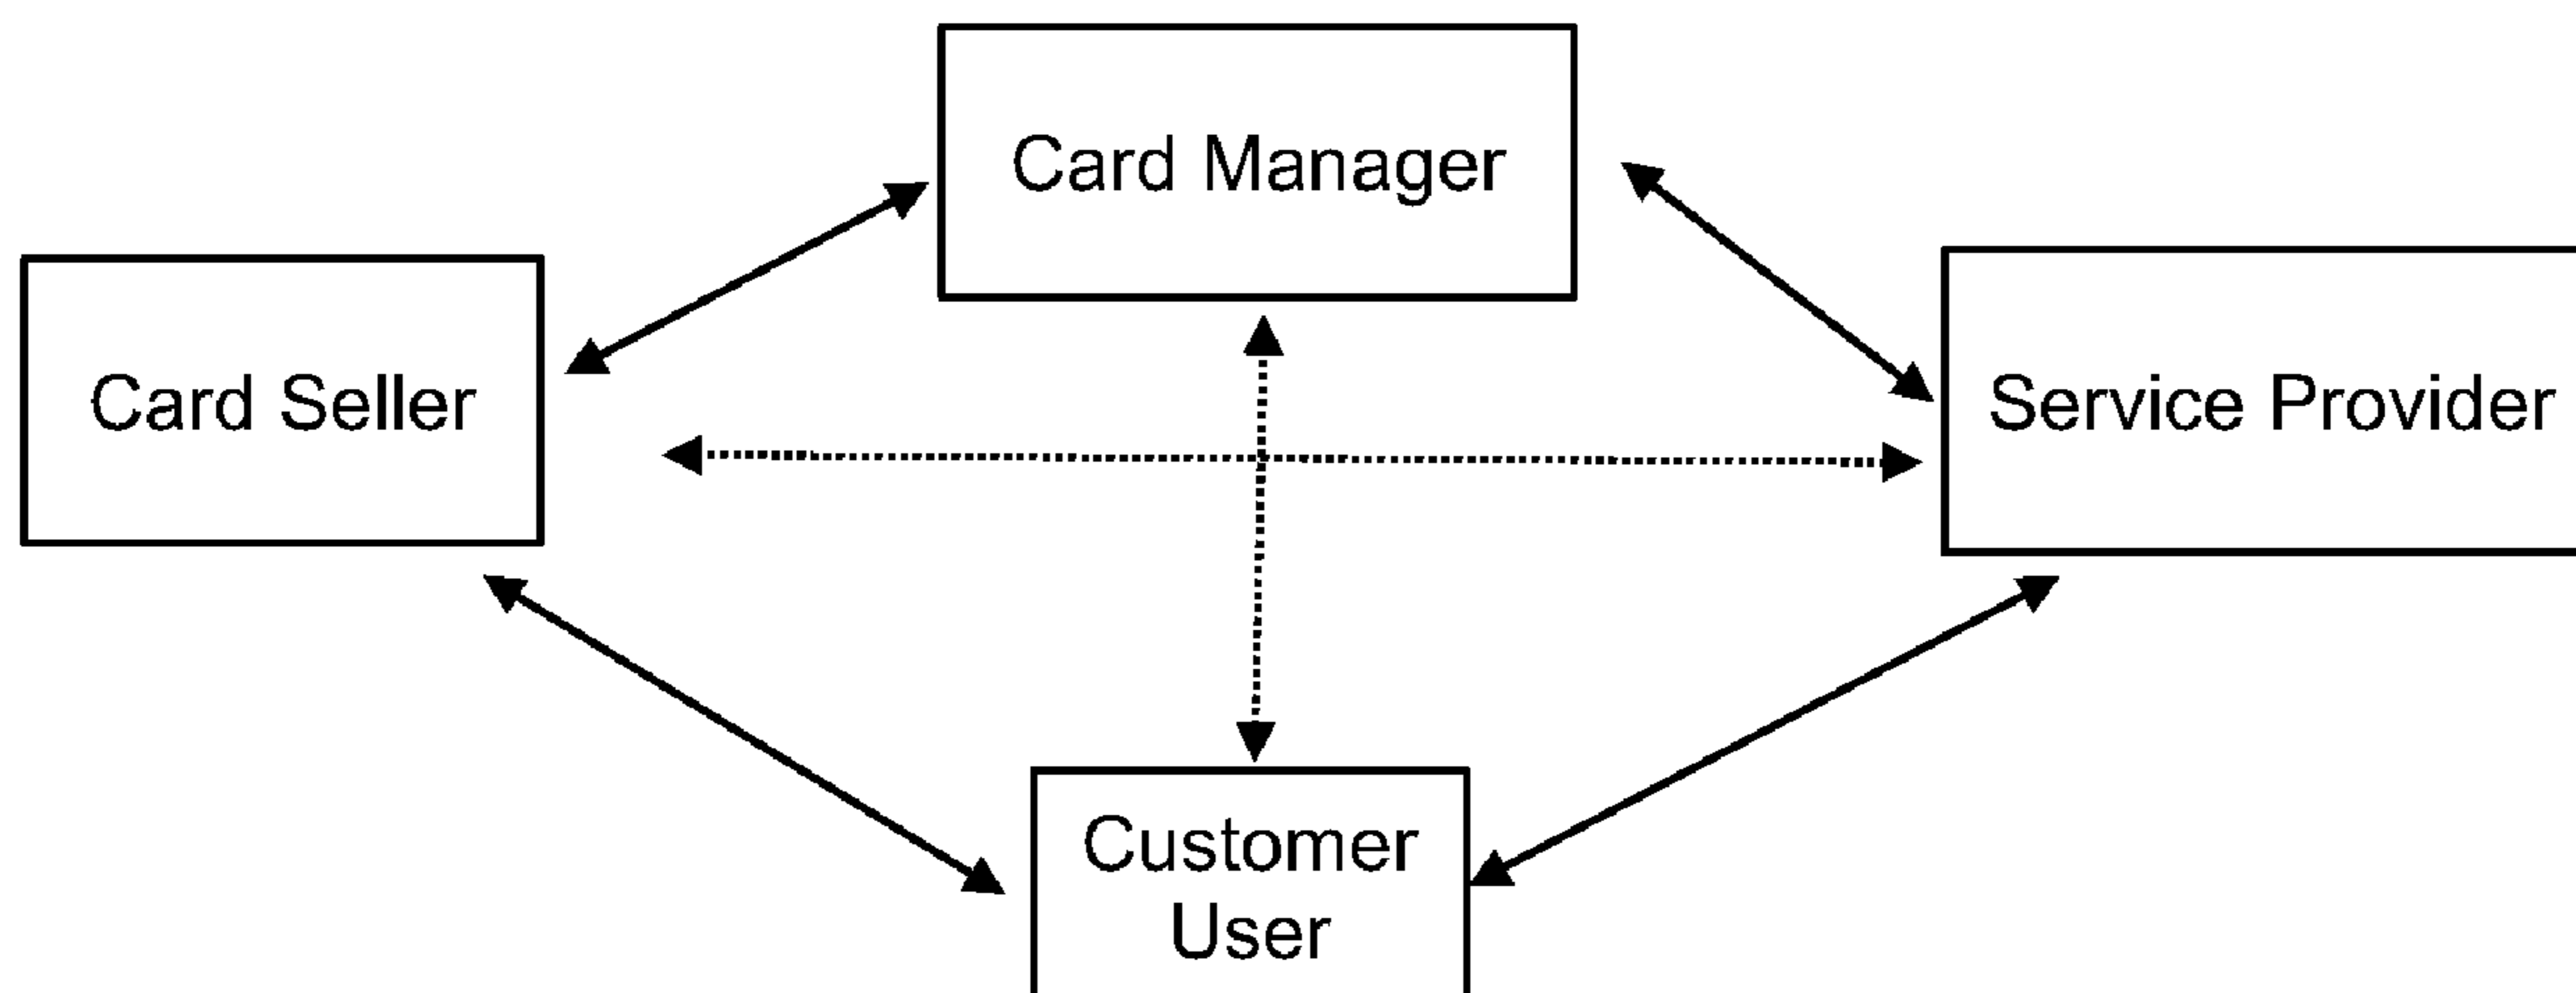 Card Manager
Card Seller
Service Provider
Customer
User